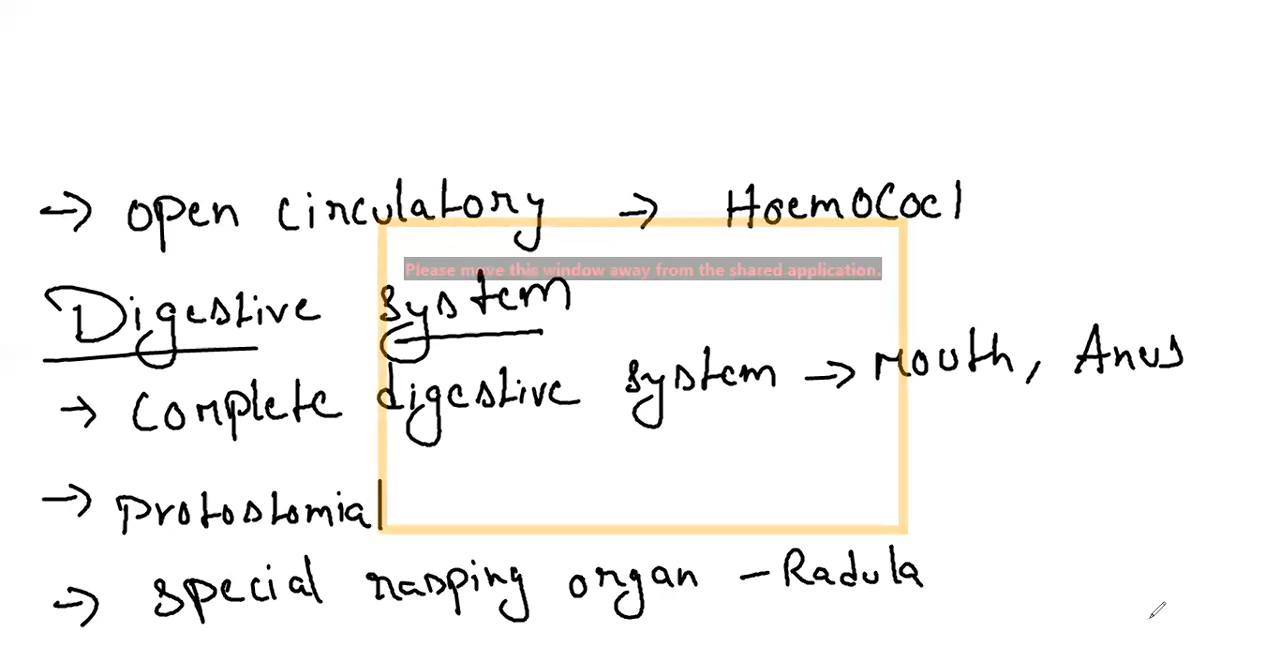 → open circulatory → Haemocoel
Please move this window away from the shared application.
Digestive system
→ complete digestive system → Mouth, Anus
→ protostomial
→ special rasping organ - Radula